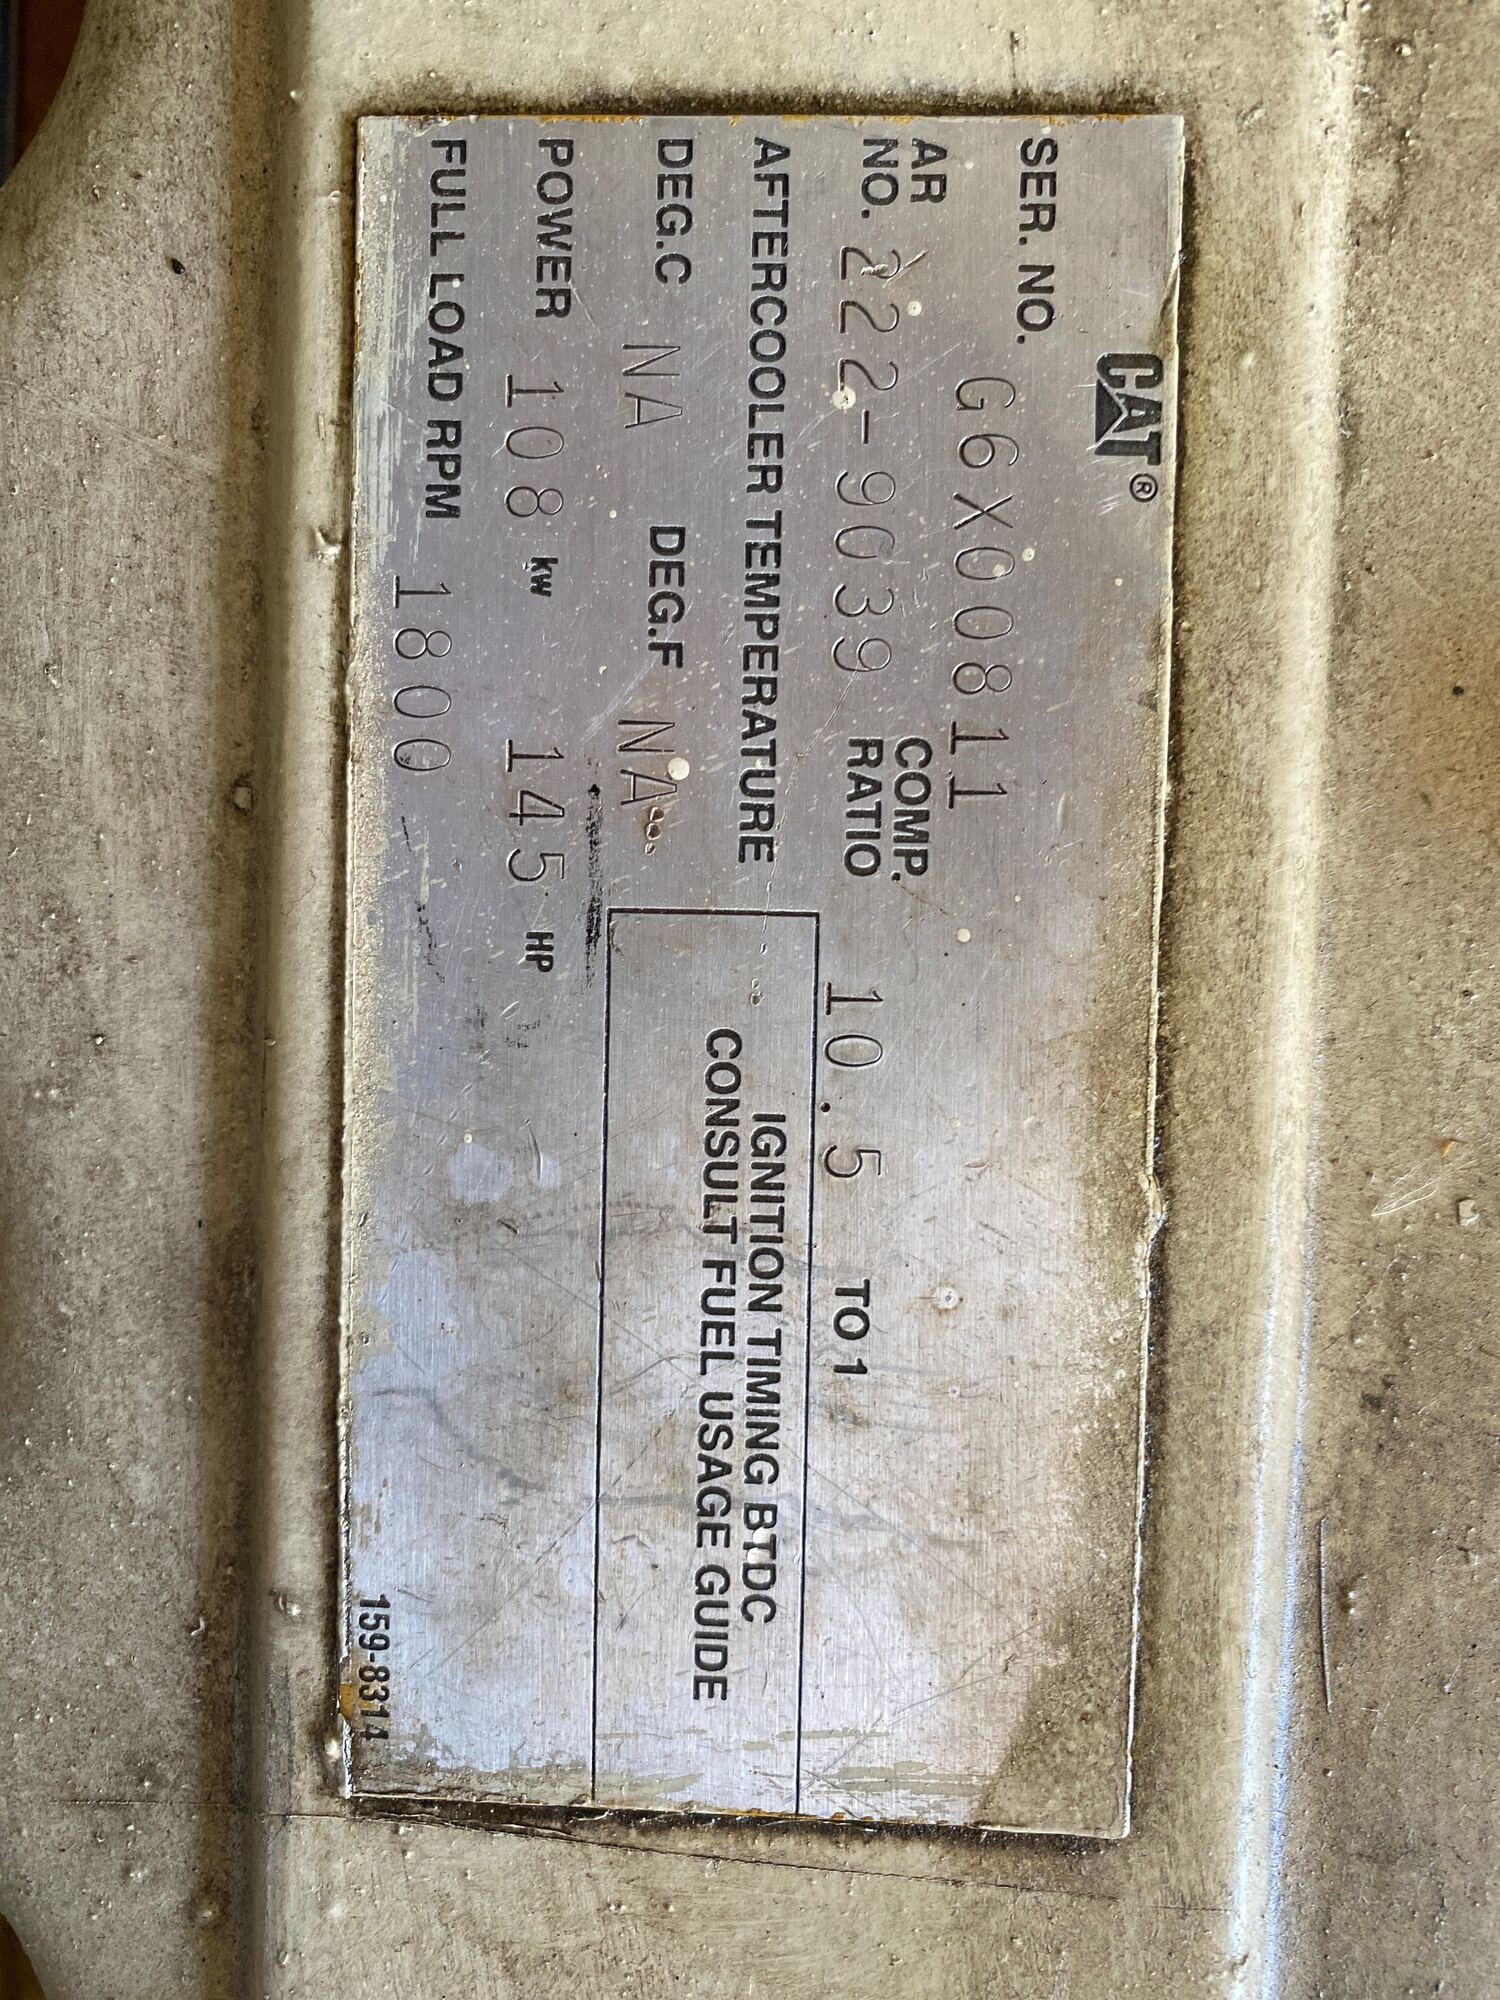 CAT®
SER. NO. G6X00811
AR NO. 222-9039 COMP. RATIO 10.5 TO 1
AFTERCOOLER TEMPERATURE
DEG.C NA DEG.F NA
IGNITION TIMING BTDC
CONSULT FUEL USAGE GUIDE
POWER 108 kW 145 HP
FULL LOAD RPM 1800
159-8314